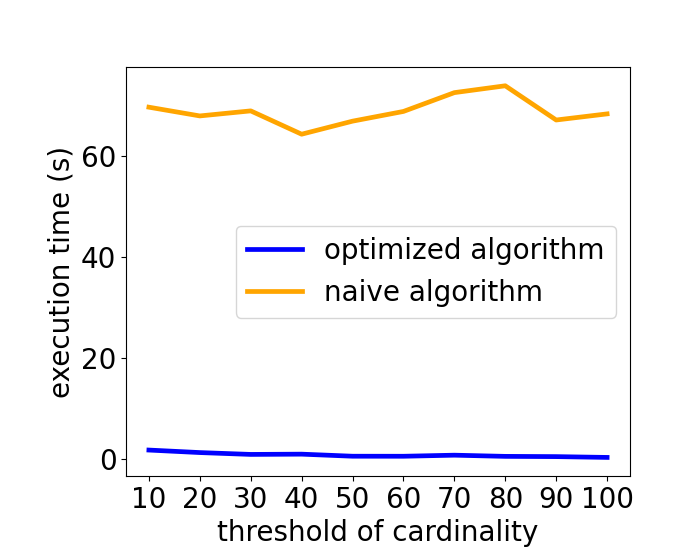 execution time (s)
60
40
20
0
optimized algorithm
naive algorithm
10 20 30 40 50 60 70 80 90 100
threshold of cardinality